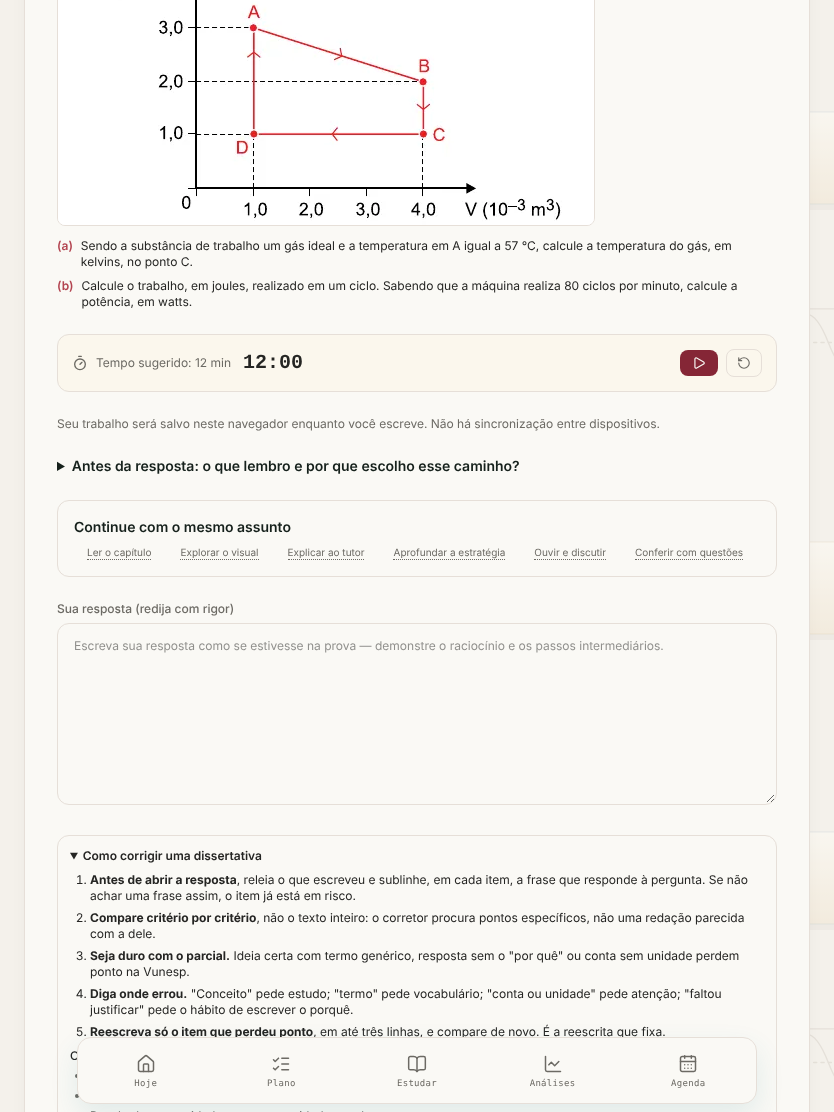 A
3,0
B
2,0
1,0
D
C
0
1,0 2,0 3,0 4,0 V (10–3 m3)
(a) Sendo a substância de trabalho um gás ideal e a temperatura em A igual a 57 °C, calcule a temperatura do gás, em
kelvins, no ponto C.
(b) Calcule o trabalho, em joules, realizado em um ciclo. Sabendo que a máquina realiza 80 ciclos por minuto, calcule a
potência, em watts.
Tempo sugerido: 12 min 12:00
Seu trabalho será salvo neste navegador enquanto você escreve. Não há sincronização entre dispositivos.
Antes da resposta: o que lembro e por que escolho esse caminho?
Continue com o mesmo assunto
Ler o capítulo Explorar o visual Explicar ao tutor Aprofundar a estratégia Ouvir e discutir Conferir com questões
Sua resposta (redija com rigor)
Escreva sua resposta como se estivesse na prova — demonstre o raciocínio e os passos intermediários.
Como corrigir uma dissertativa
1. Antes de abrir a resposta, releia o que escreveu e sublinhe, em cada item, a frase que responde à pergunta. Se não
achar uma frase assim, o item já está em risco.
2. Compare critério por critério, não o texto inteiro: o corretor procura pontos específicos, não uma redação parecida
com a dele.
3. Seja duro com o parcial. Ideia certa com termo genérico, resposta sem o "por quê" ou conta sem unidade perdem
ponto na Vunesp.
4. Diga onde errou. "Conceito" pede estudo; "termo" pede vocabulário; "conta ou unidade" pede atenção; "faltou
justificar" pede o hábito de escrever o porquê.
5. Reescreva só o item que perdeu ponto, em até três linhas, e compare de novo. É a reescrita que fixa.
Hoje Plano Estudar Análises Agenda